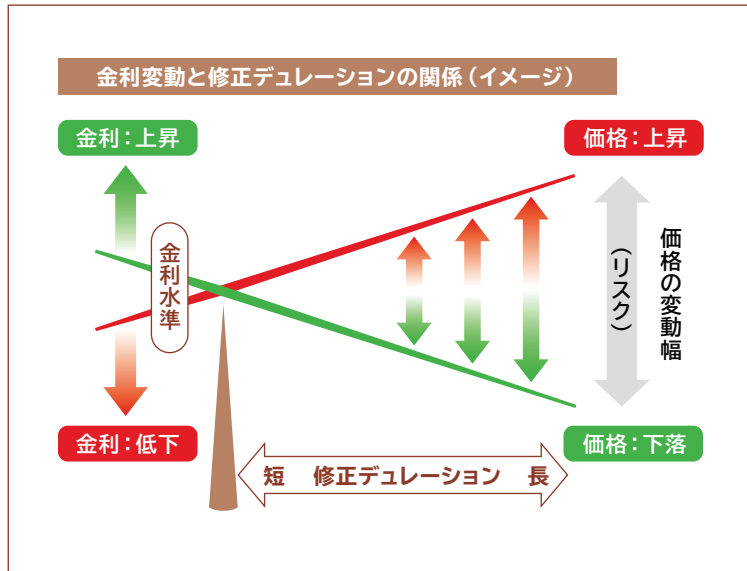 金利変動と修正デュレーションの関係（イメージ）
金利：上昇
価格：上昇
金利水準
価格の変動幅
（リスク）
金利：低下
価格：下落
短　修正デュレーション　長